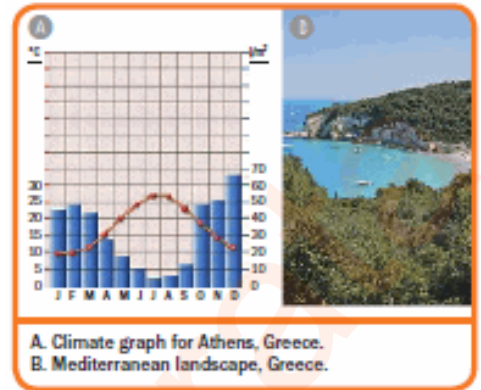 A
B
°C
l/m²
70
30 60
25 50
20 40
15 30
10 20
5 10
0 0
J F M A M J J A S O N D
A. Climate graph for Athens, Greece.
B. Mediterranean landscape, Greece.